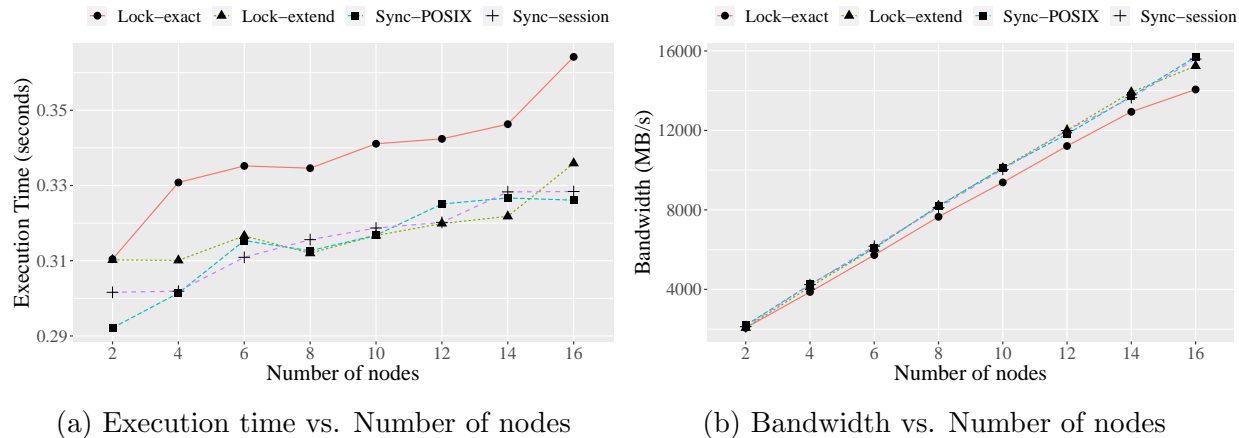 Lock−exact Lock−extend Sync−POSIX Sync−session
Execution Time (seconds)
0.35
0.33
0.31
0.29
2 4 6 8 10 12 14 16
Number of nodes
(a) Execution time vs. Number of nodes
Lock−exact Lock−extend Sync−POSIX Sync−session
Bandwidth (MB/s)
16000
12000
8000
4000
2 4 6 8 10 12 14 16
Number of nodes
(b) Bandwidth vs. Number of nodes